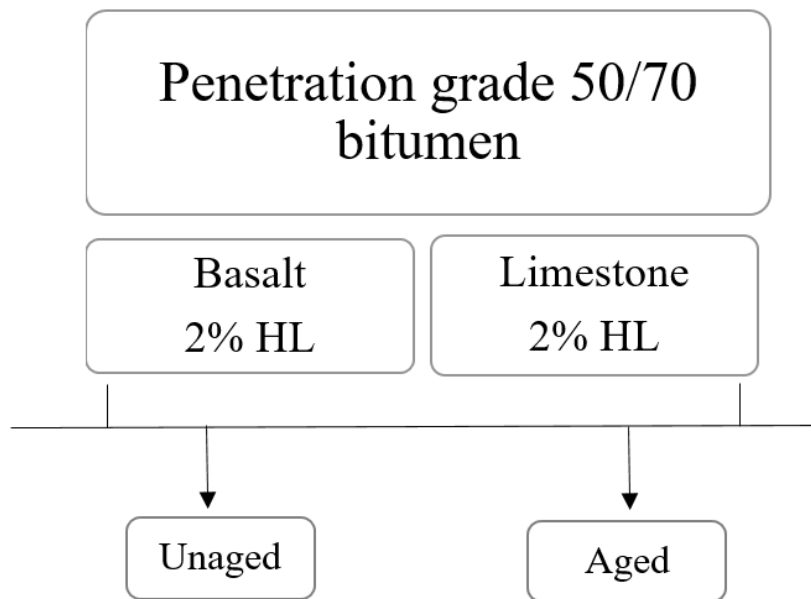 Penetration grade 50/70
bitumen
Basalt
2% HL
Limestone
2% HL
Unaged
Aged